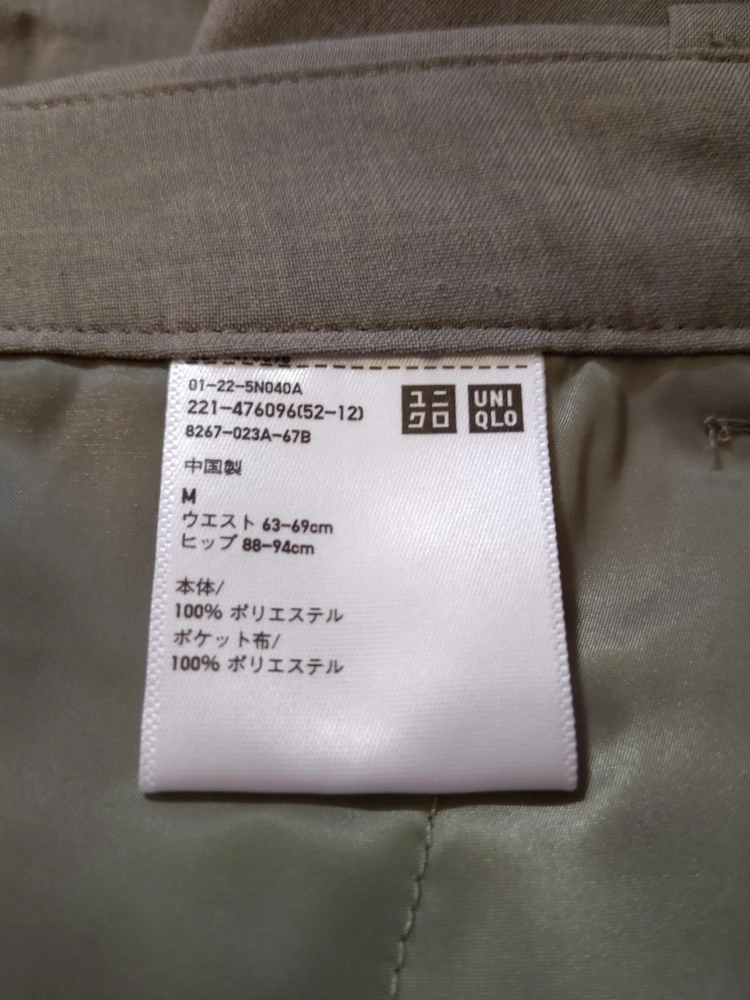 01-22-5N040A
221-476096(52-12)
8267-023A-67B
ユニ
クロ
UNI
QLO
中国製
M
ウエスト 63-69cm
ヒップ 88-94cm
本体/
100% ポリエステル
ポケット布/
100% ポリエステル